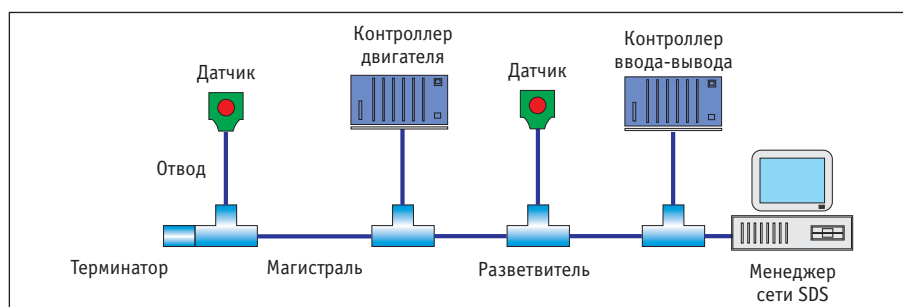 Контроллер
двигателя
Контроллер
ввода-вывода
Датчик
Датчик
Отвод
Терминатор
Магистраль
Разветвитель
Менеджер
сети SDS